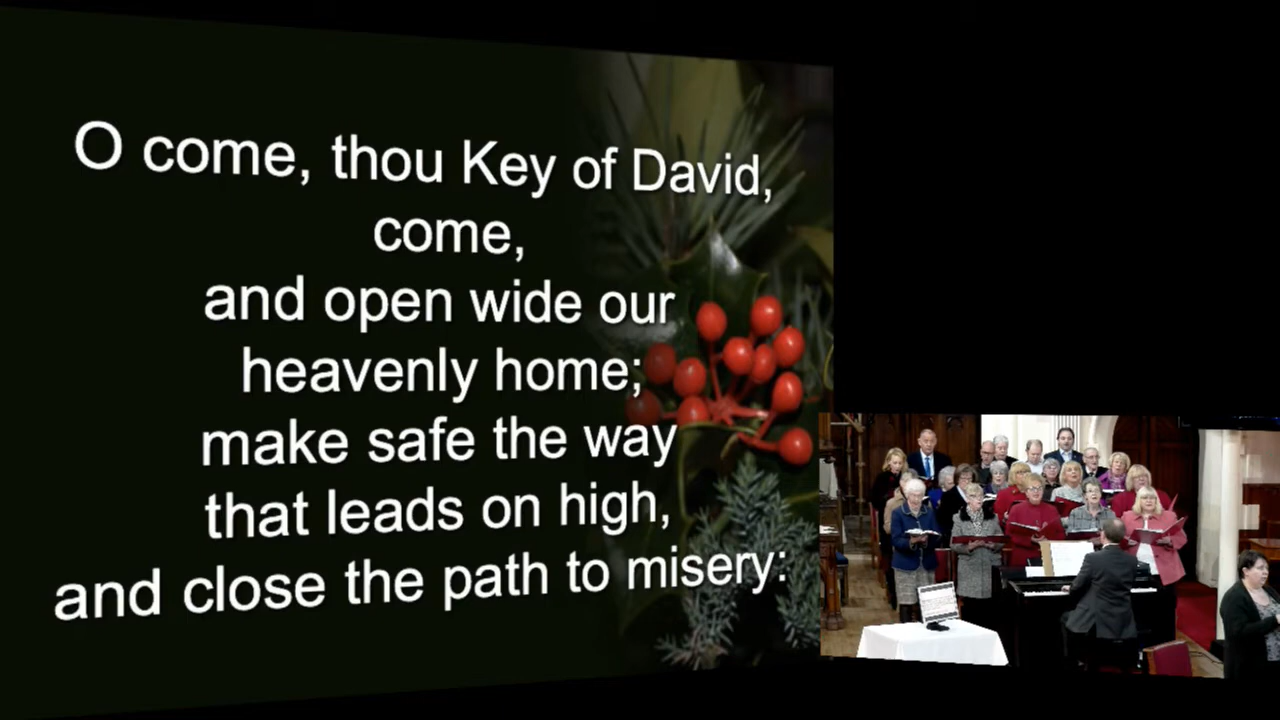 O come, thou Key of David,
come,
and open wide our
heavenly home;
make safe the way
that leads on high,
and close the path to misery: